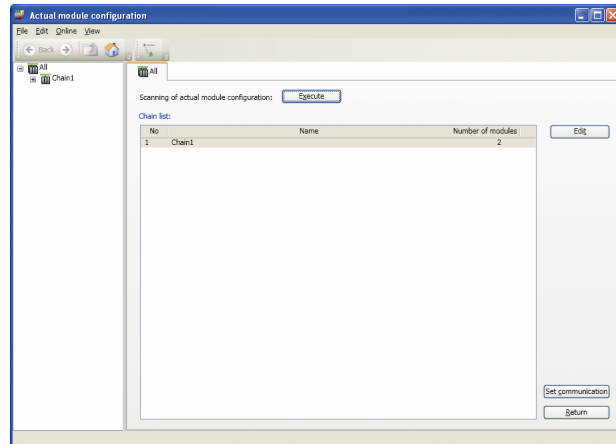 Actual module configuration
File Edit Online View
Back
All
Chain1
All
Scanning of actual module configuration: Execute
Chain list:
No Name Number of modules
1 Chain1 2
Edit
Set communication
Return